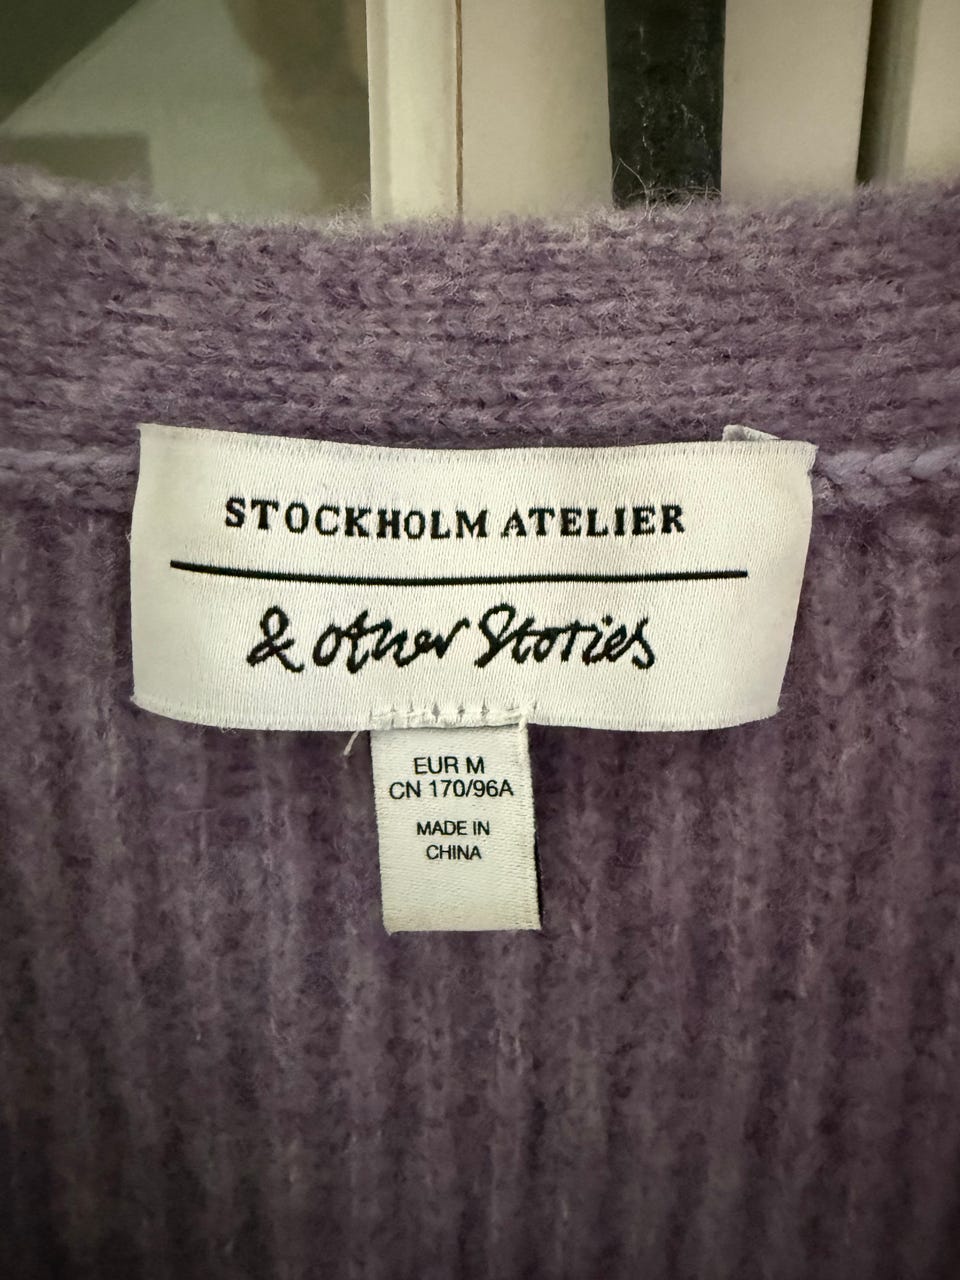 STOCKHOLM ATELIER
& other Stories
EUR M
CN 170/96A
MADE IN
CHINA